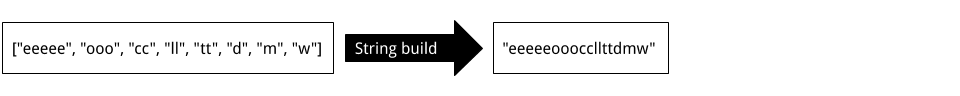 ["eeeee", "ooo", "cc", "ll", "tt", "d", "m", "w"]
String build
"eeeeeoooccllttdmw"